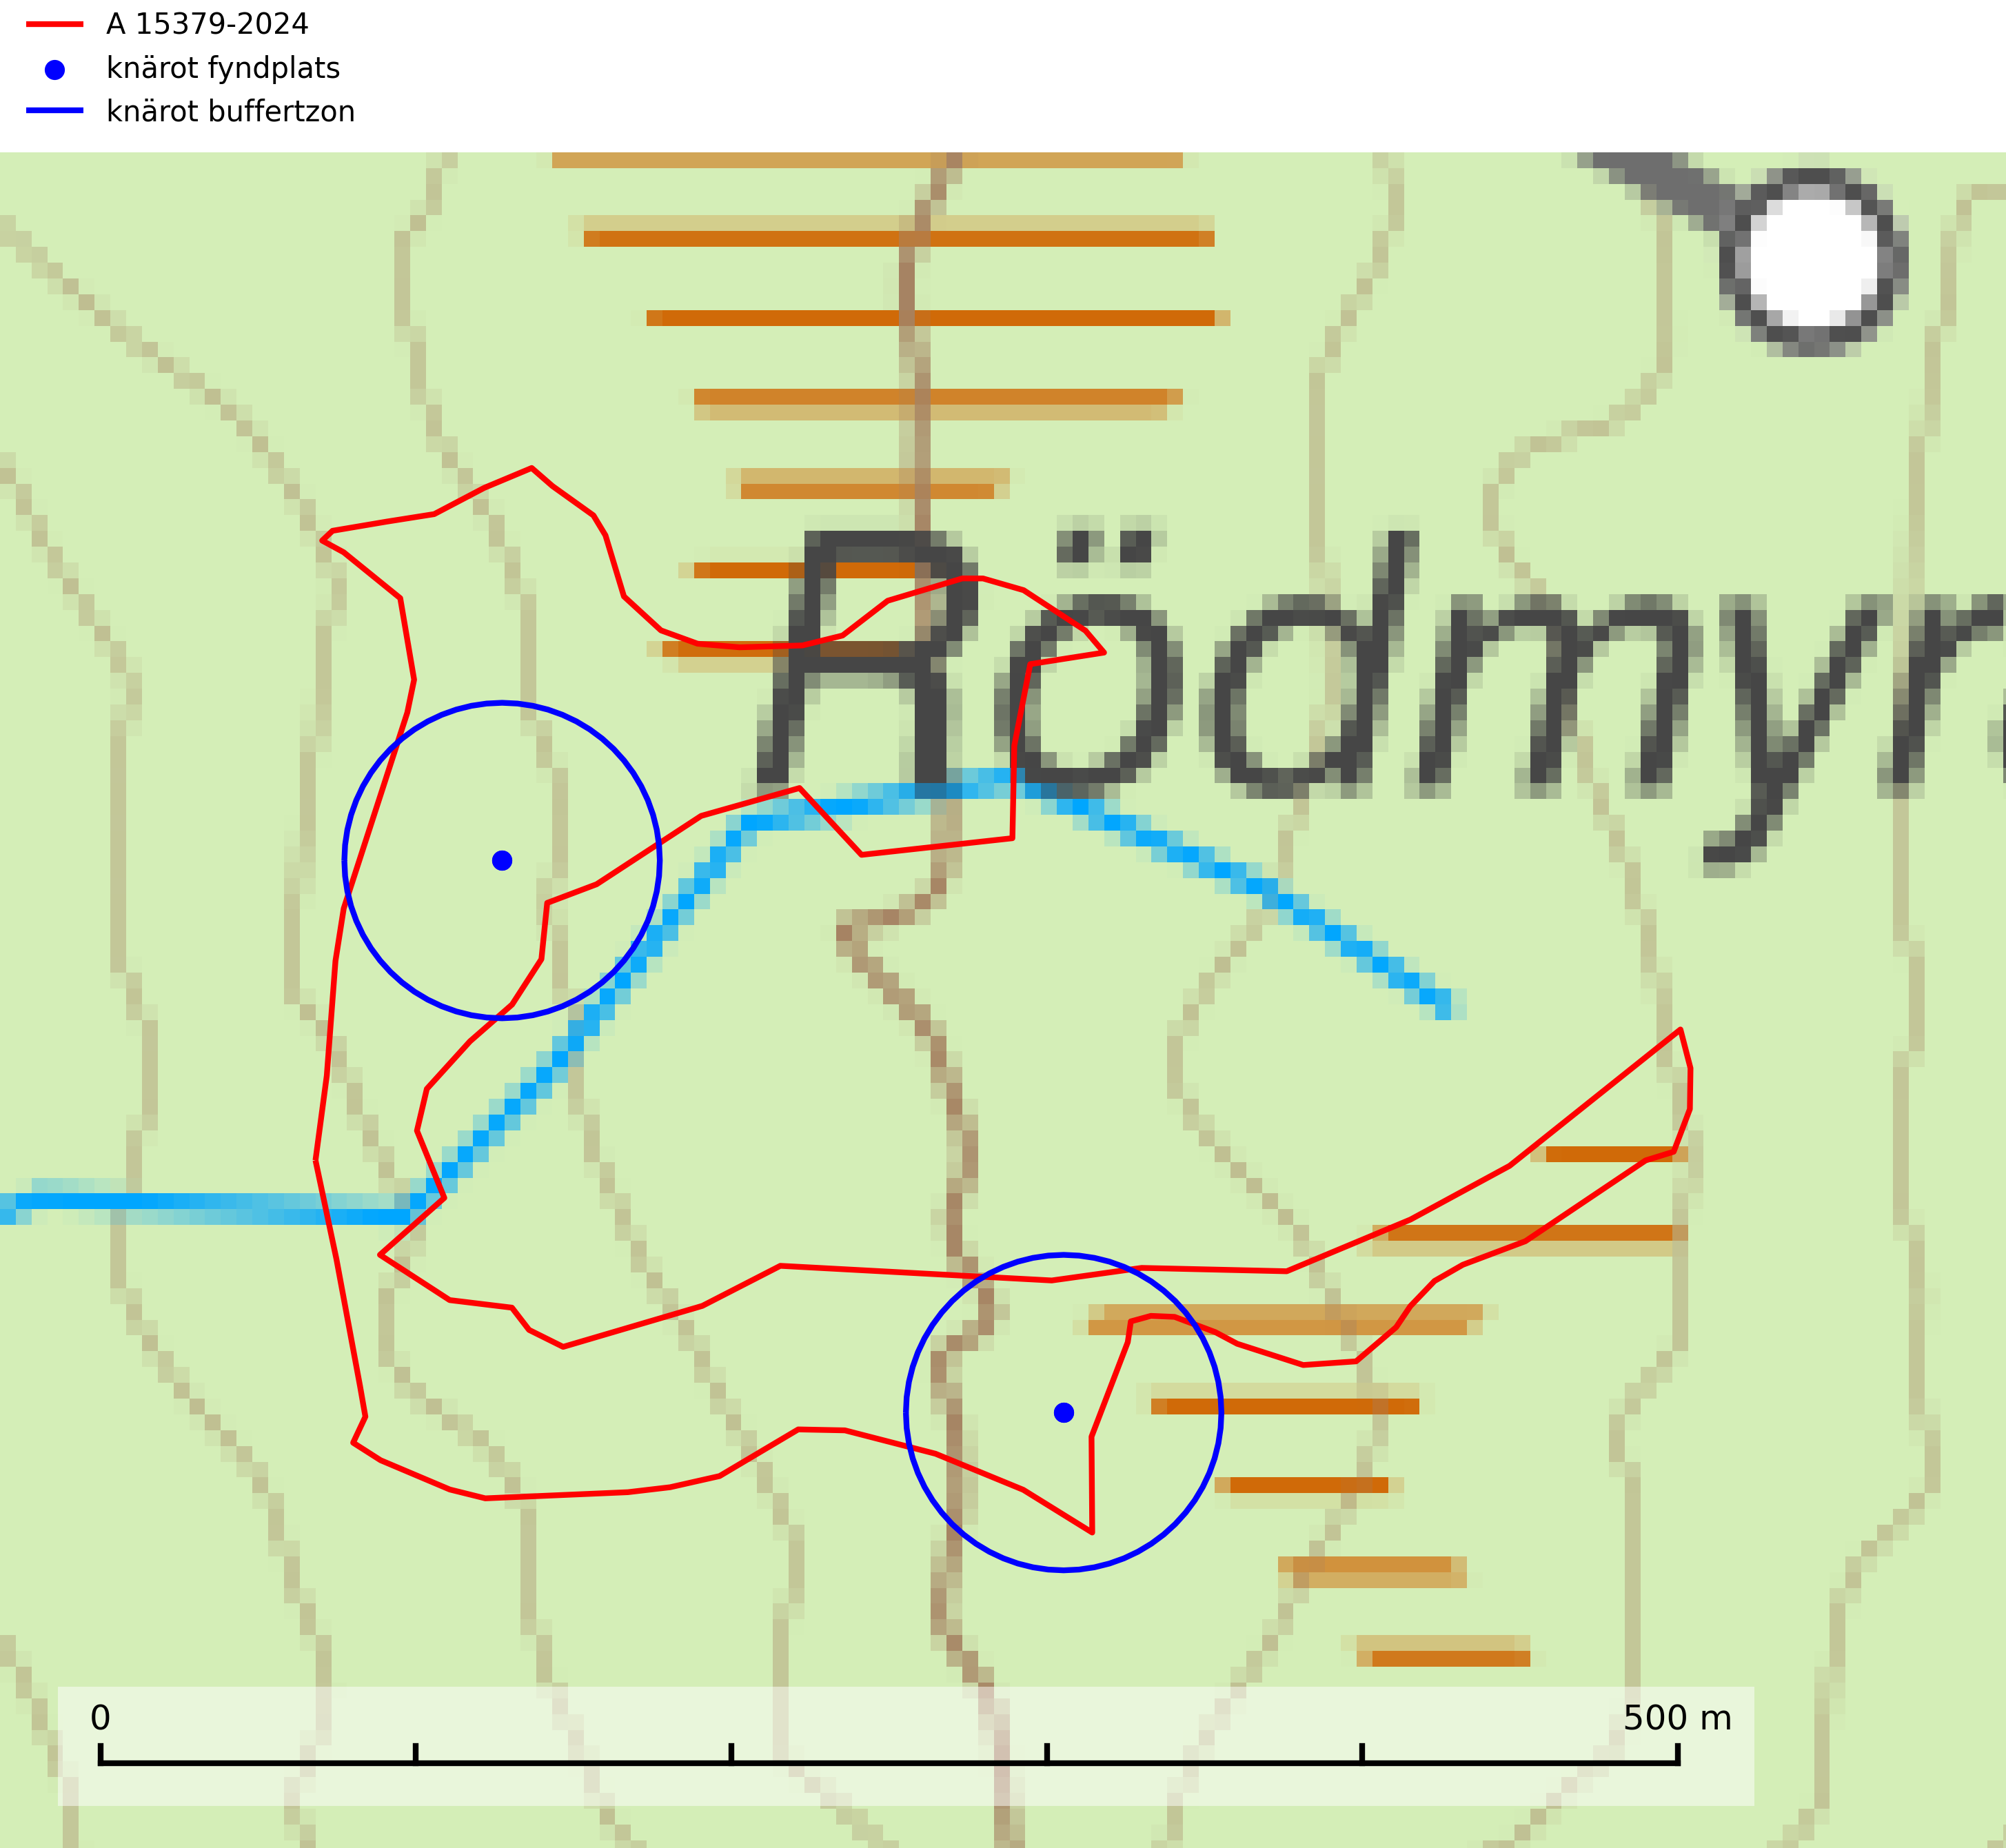 A 15379-2024
knärot fyndplats
knärot buffertzon
Rödmyr
0 500 m